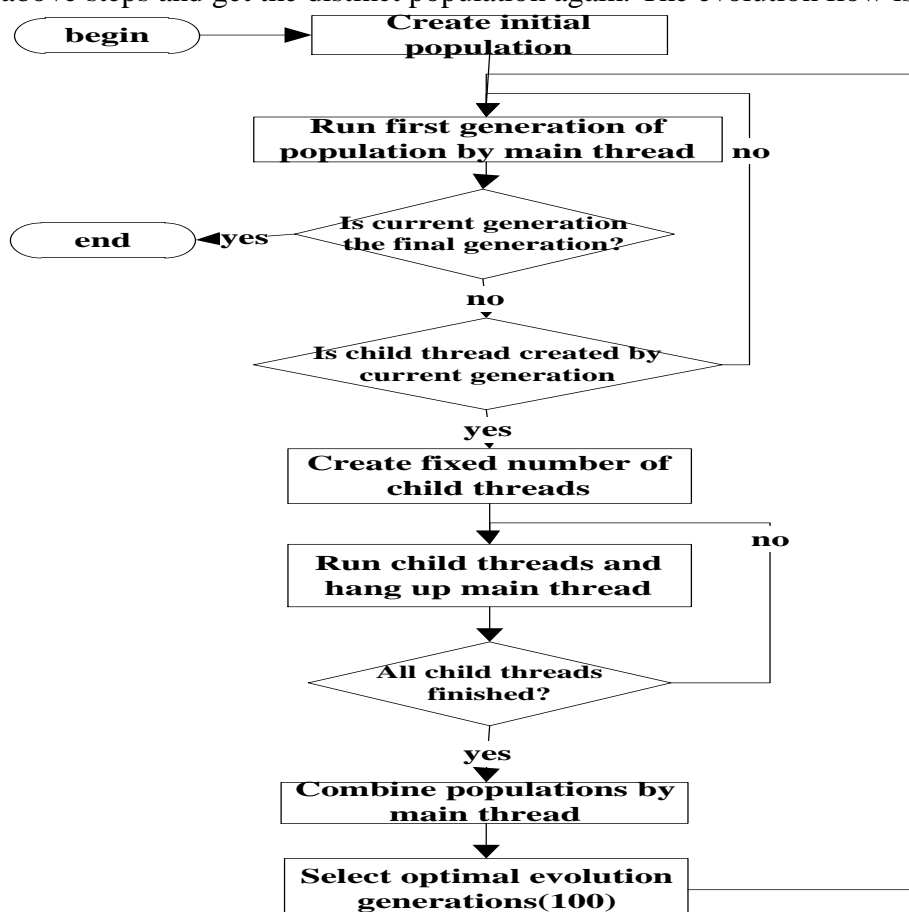 above steps and get the distinct population again. The evolution flow is
begin
Create initial
population
Run first generation of
population by main thread
no
Is current generation
the final generation?
yes
end
no
Is child thread created by
current generation
yes
Create fixed number of
child threads
no
Run child threads and
hang up main thread
All child threads
finished?
yes
Combine populations by
main thread
Select optimal evolution
generations(100)